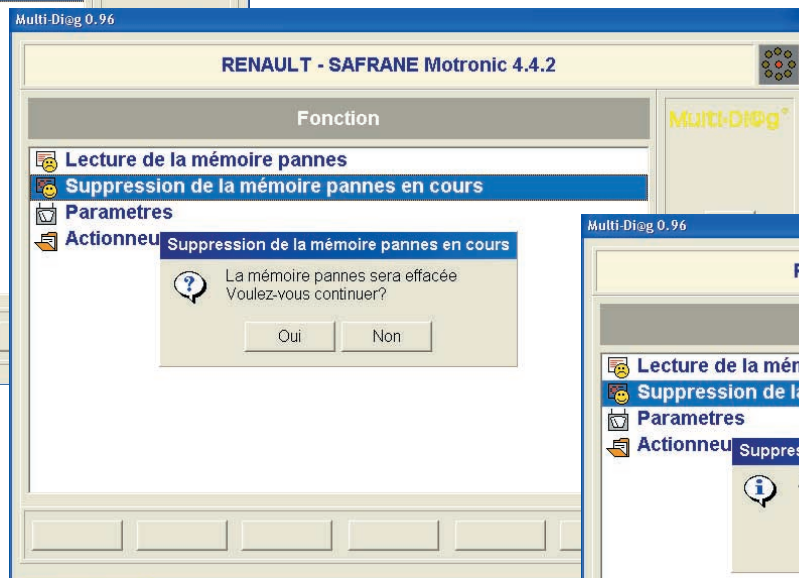 Multi-Di@g 0.96
RENAULT - SAFRANE Motronic 4.4.2
Fonction
Multi-Di@g®
Lecture de la mémoire pannes
Suppression de la mémoire pannes en cours
Parametres
Actionneu
Suppression de la mémoire pannes en cours
La mémoire pannes sera effacée
Voulez-vous continuer?
Oui Non
Multi-Di@g 0.96
Lecture de la mém
Suppression de la
Parametres
Actionneu
Suppres